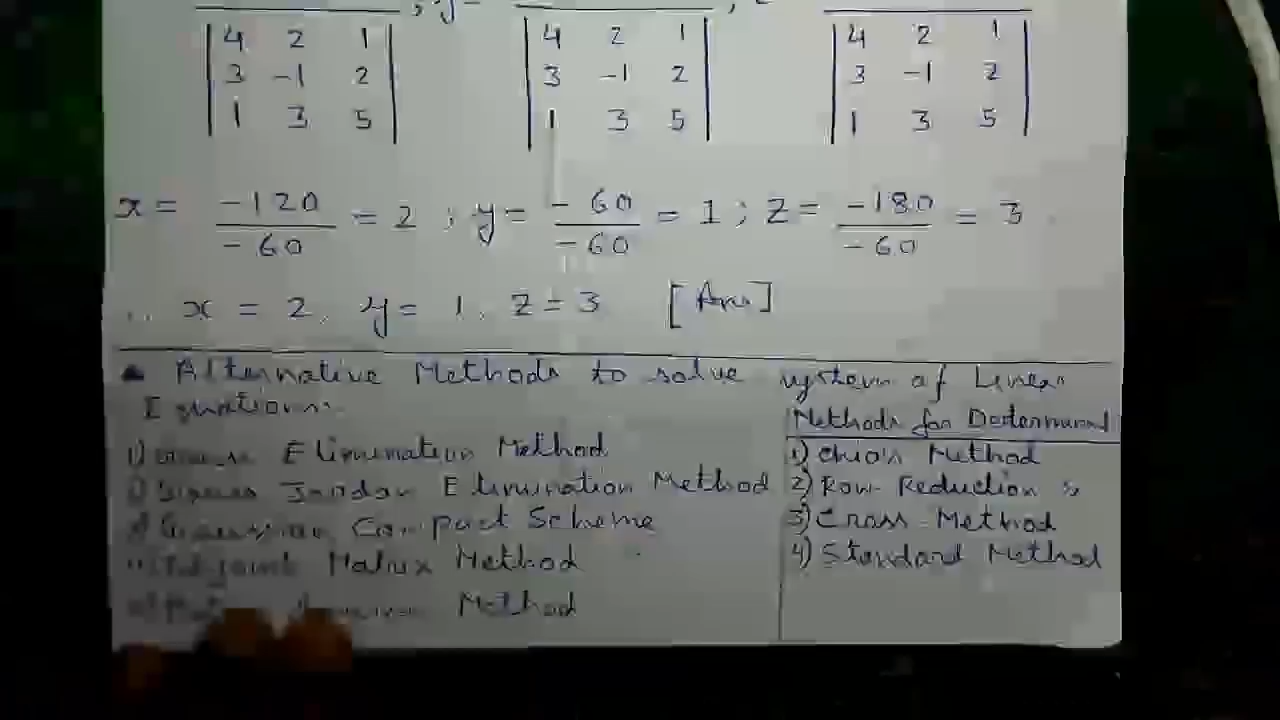 ; y=
| 4 2 1 | | 4 2 1 | | 4 2 1 |
| 3 -1 2 | | 3 -1 2 | | 3 -1 2 |
| 1 3 5 | | 1 3 5 | | 1 3 5 |
x = -120/-60 = 2 ; y = -60/-60 = 1 ; z = -180/-60 = 3
∴ x = 2, y = 1, z = 3 [Ans]
Alternative Methods to solve system of Linear
Equations:
1) Gauss Elimination Method
Jordan Elimination Method
3) Gaussian Compact Scheme
Matrix Method
Method
Methods for Determinant
1) Chio's Method
2) Row Reduction "
3) Cross-Method
4) Standard Method